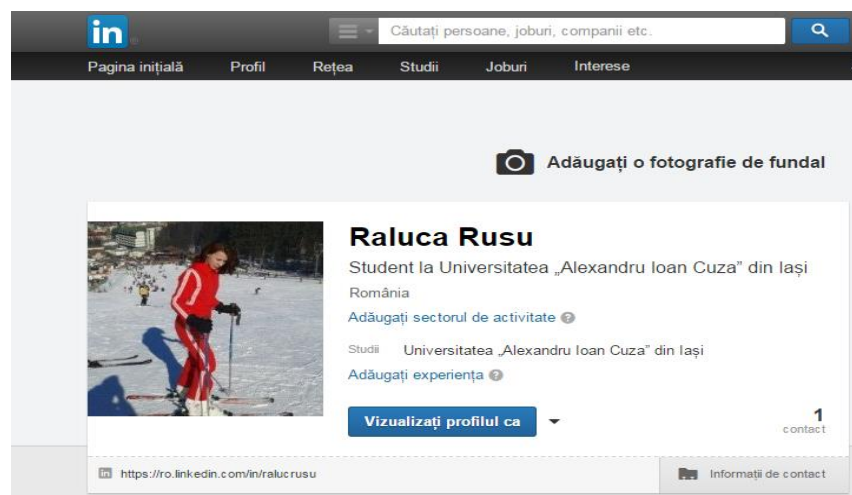 in
Căutați persoane, joburi, companii etc.
Pagina inițială Profil Rețea Studii Joburi Interese
Adăugați o fotografie de fundal
Raluca Rusu
Student la Universitatea „Alexandru Ioan Cuza” din Iași
România
Adăugați sectorul de activitate ?
Studii Universitatea „Alexandru Ioan Cuza” din Iași
Adăugați experiența ?
Vizualizați profilul ca
1
contact
in https://ro.linkedin.com/in/ralucrusu
Informații de contact